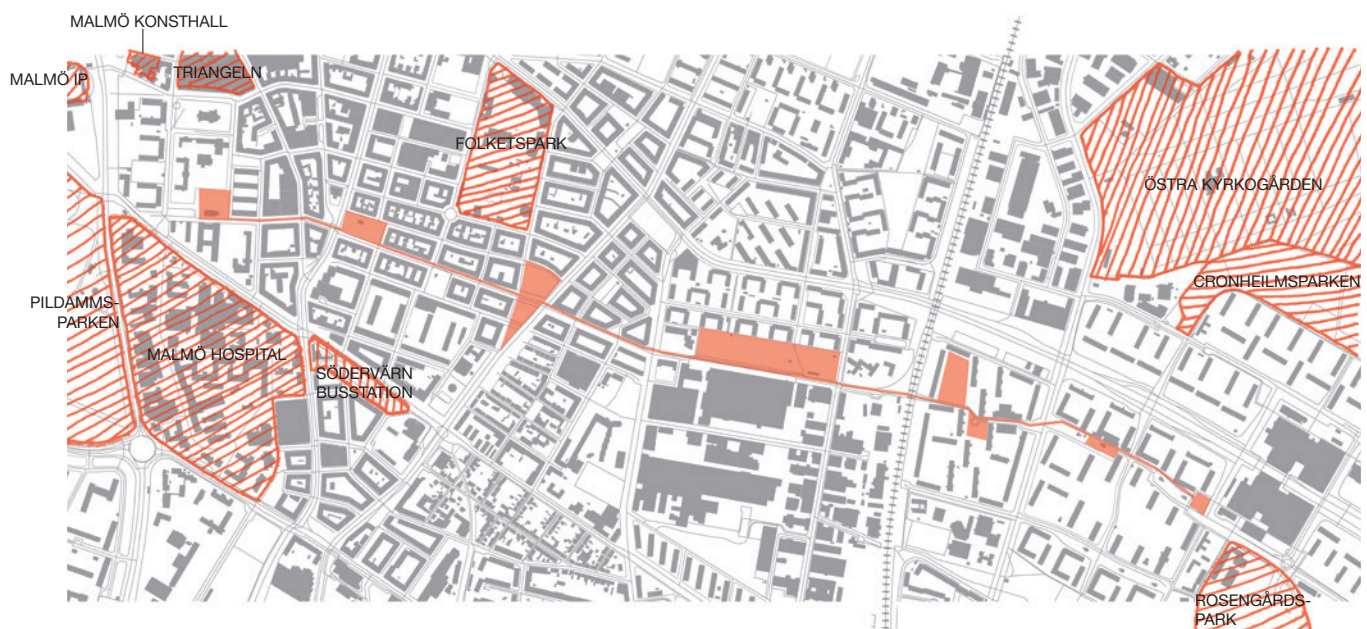 MALMÖ KONSTHALL
MALMÖ IP
TRIANGELN
FOLKETSPARK
ÖSTRA KYRKOGÅRDEN
CRONHEILMSPARKEN
PILDAMMS-
PARKEN
MALMÖ HOSPITAL
SÖDERVÄRN
BUSSTATION
ROSENGÅRDS-
PARK